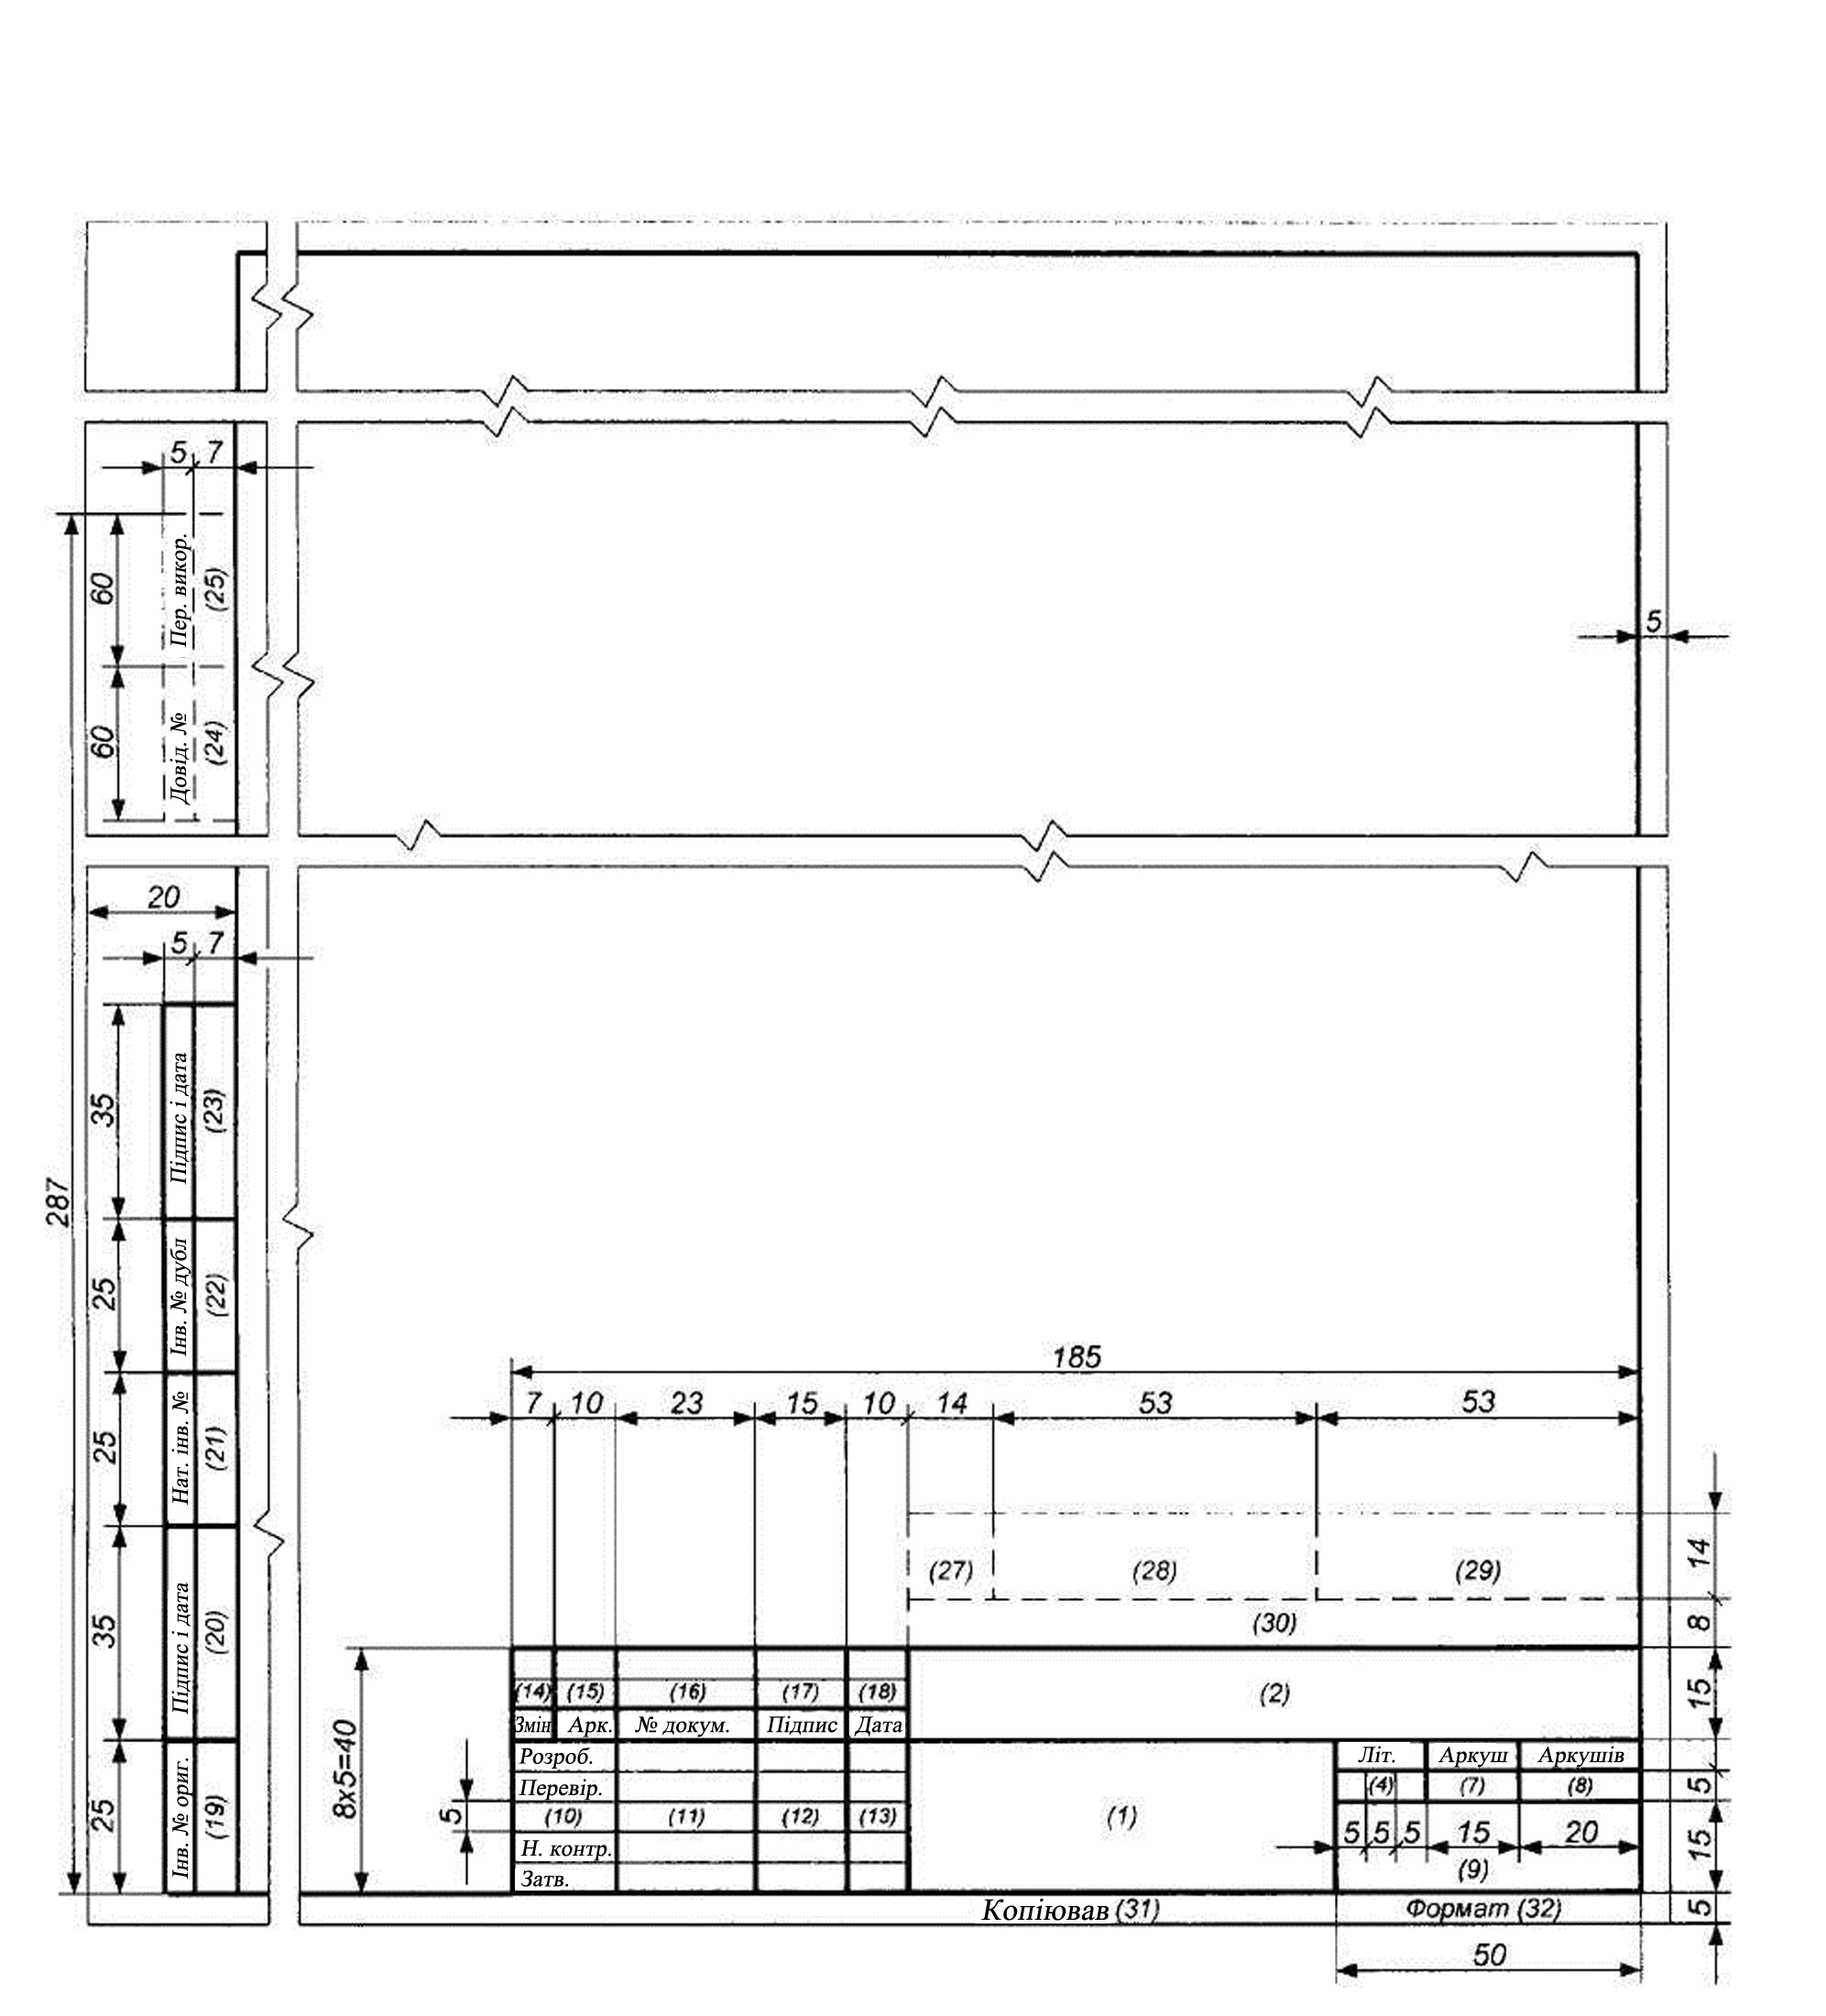 5 7
60
Пер. викор.
(25)
5
60
Довід. №
(24)
20
5 7
35
Підпис і дата
(23)
287
25
Інв. № дубл
(22)
25
Нат. інв. №
(21)
35
Підпис і дата
(20)
25
Інв. № ориг.
(19)
185
7 10 23 15 10 14 53 53
14
(27) (28) (29)
8
(30)
8x5=40
5
(14) (15) (16) (17) (18) (2)
15
Змін Арк. № докум. Підпис Дата
Розроб. Літ. Аркуш Аркушів
Перевір. (4) (7) (8) 5
(10) (11) (12) (13) (1)
5 5 5 15 20 15
Н. контр. (9)
Затв.
Копіював (31) Формат (32) 5
50